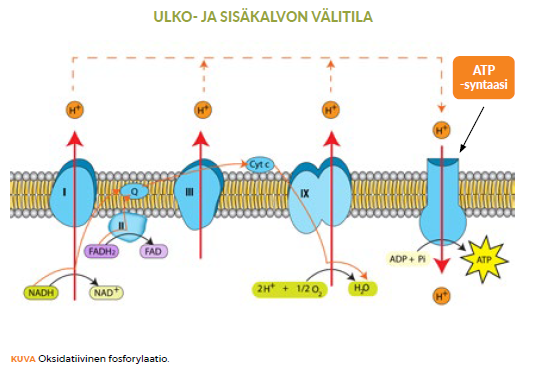 ULKO- JA SISÄKALVON VÄLITILA
ATP
-syntaasi
H⁺
H⁺
H⁺
H⁺
I
Q
II
III
Cyt c
IX
FADH₂
FAD
NADH
NAD⁺
2H⁺ + 1/2 O₂
H₂O
ADP + Pi
ATP
H⁺
KUVA Oksidatiivinen fosforylaatio.